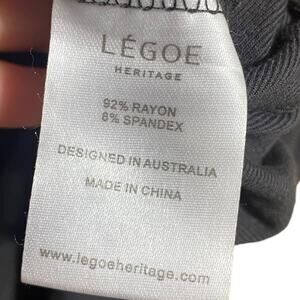 LÉGOE
HERITAGE
92% RAYON
8% SPANDEX
DESIGNED IN AUSTRALIA
MADE IN CHINA
www.legoeheritage.com